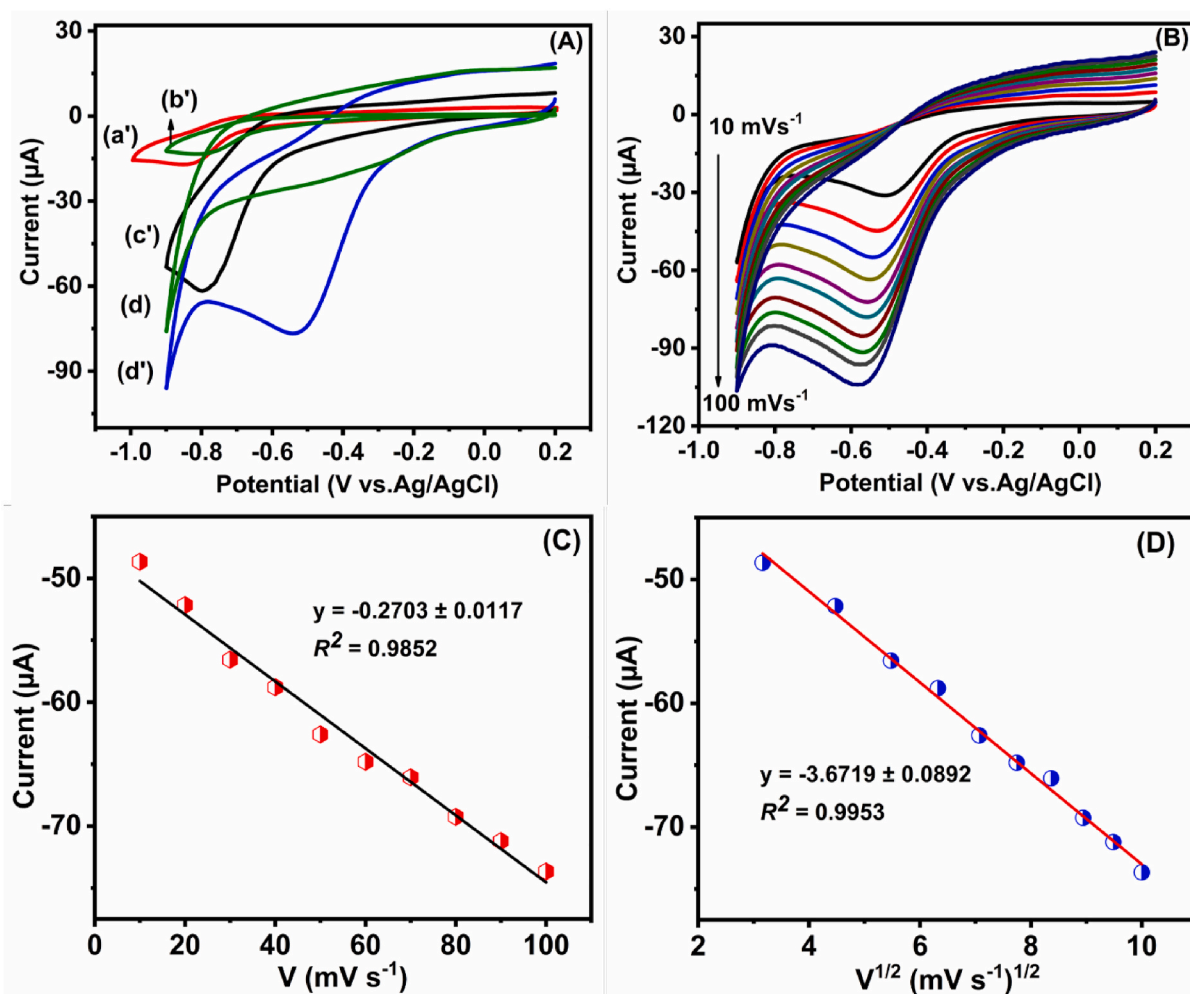 (A)
30
0
-30
-60
-90
Current (µA)
(a')
(b')
(c')
(d)
(d')
-1.0 -0.8 -0.6 -0.4 -0.2 0.0 0.2
Potential (V vs.Ag/AgCl)
(B)
30
0
-30
-60
-90
-120
Current (µA)
10 mVs-1
100 mVs-1
-1.0 -0.8 -0.6 -0.4 -0.2 0.0 0.2
Potential (V vs.Ag/AgCl)
(C)
-50
-60
-70
Current (µA)
y = -0.2703 ± 0.0117
R2 = 0.9852
0 20 40 60 80 100
V (mV s-1)
(D)
-50
-60
-70
Current (µA)
y = -3.6719 ± 0.0892
R2 = 0.9953
2 4 6 8 10
V1/2 (mV s-1)1/2